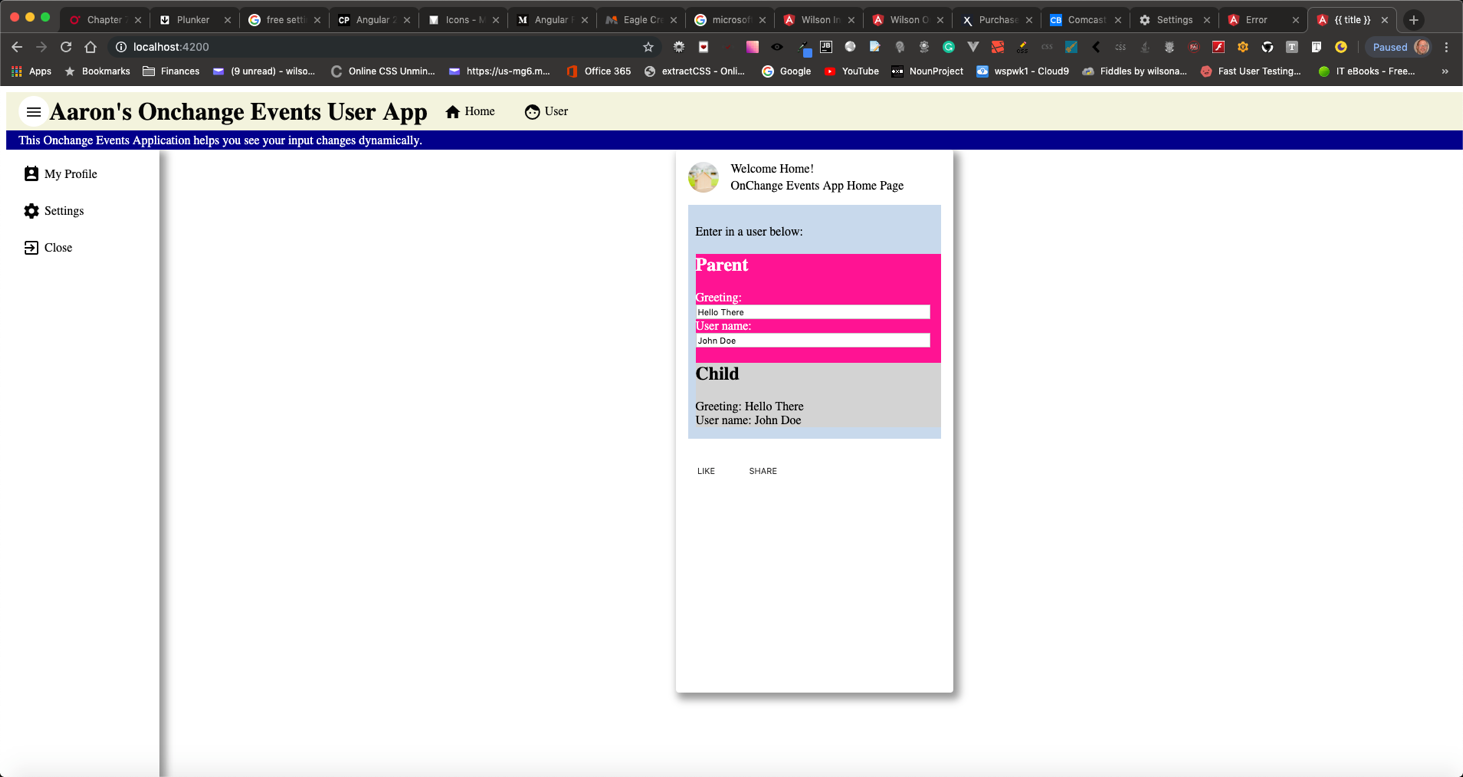 Chapter
Plunker
free setti
CP Angular
Icons - M
M Angular
Eagle Cre
microsof
Wilson In
Wilson O
Purchase
CB Comcast
Settings
Error
{{ title }}
localhost:4200
Paused
Apps
Bookmarks
Finances
(9 unread) - wilso...
Online CSS Unmin...
https://us-mg6.m...
Office 365
extractCSS - Onli...
Google
YouTube
NounProject
wspwk1 - Cloud9
Fiddles by wilsona...
Fast User Testing...
IT eBooks - Free...
»
Aaron's Onchange Events User App
Home
User
This Onchange Events Application helps you see your input changes dynamically.
My Profile
Settings
Close
Welcome Home!
OnChange Events App Home Page
Enter in a user below:
Parent
Greeting:
Hello There
User name:
John Doe
Child
Greeting: Hello There
User name: John Doe
LIKE
SHARE